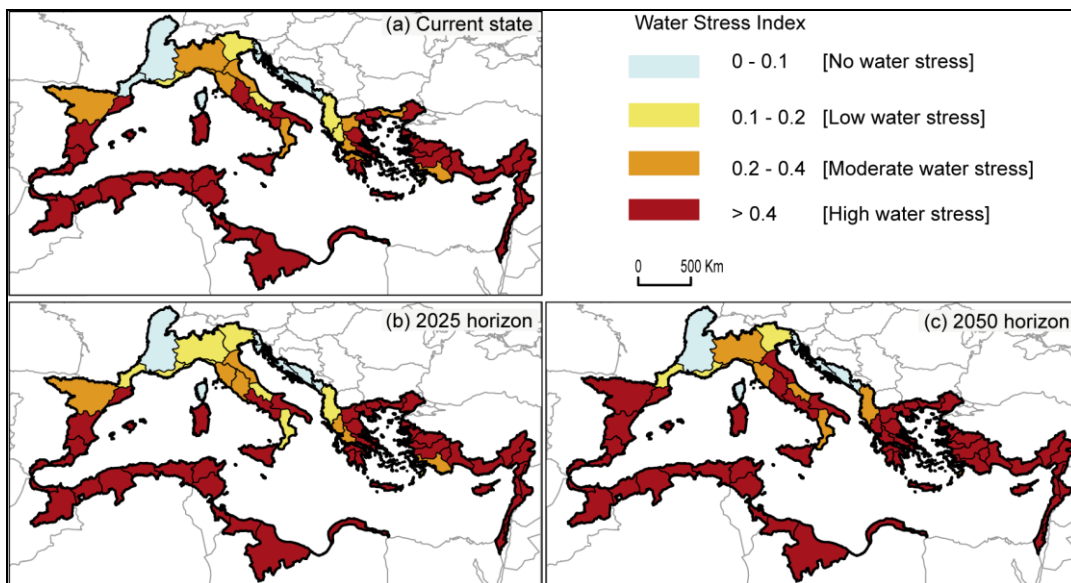 (a) Current state
Water Stress Index
0 - 0.1 [No water stress]
0.1 - 0.2 [Low water stress]
0.2 - 0.4 [Moderate water stress]
> 0.4 [High water stress]
0 500 Km
(b) 2025 horizon
(c) 2050 horizon